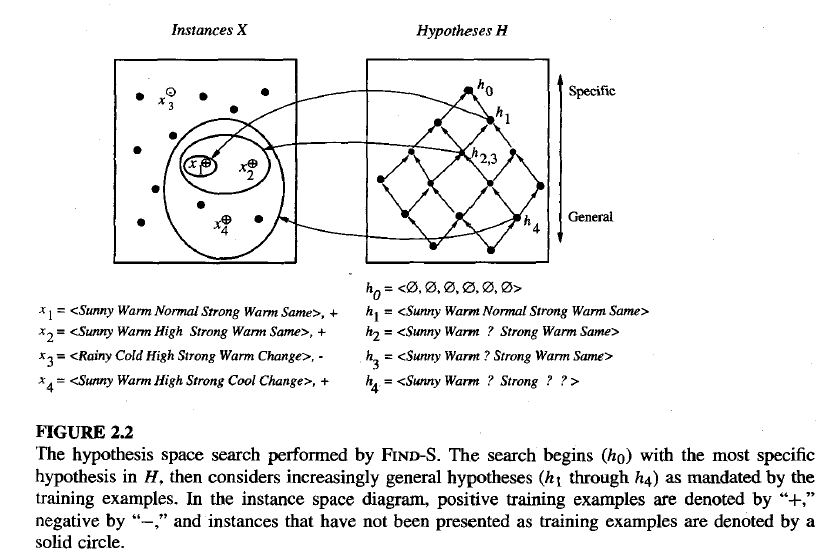 Instances X
Hypotheses H
x3
h0
Specific
h1
x1
x2
h2,3
x4
h4
General
h0 = <Ø, Ø, Ø, Ø, Ø, Ø>
x1 = <Sunny Warm Normal Strong Warm Same>, +
h1 = <Sunny Warm Normal Strong Warm Same>
x2 = <Sunny Warm High Strong Warm Same>, +
h2 = <Sunny Warm ? Strong Warm Same>
x3 = <Rainy Cold High Strong Warm Change>, -
h3 = <Sunny Warm ? Strong Warm Same>
x4 = <Sunny Warm High Strong Cool Change>, +
h4 = <Sunny Warm ? Strong ? ? >
FIGURE 2.2
The hypothesis space search performed by FIND-S. The search begins (h0) with the most specific
hypothesis in H, then considers increasingly general hypotheses (h1 through h4) as mandated by the
training examples. In the instance space diagram, positive training examples are denoted by “+,”
negative by “−,” and instances that have not been presented as training examples are denoted by a
solid circle.